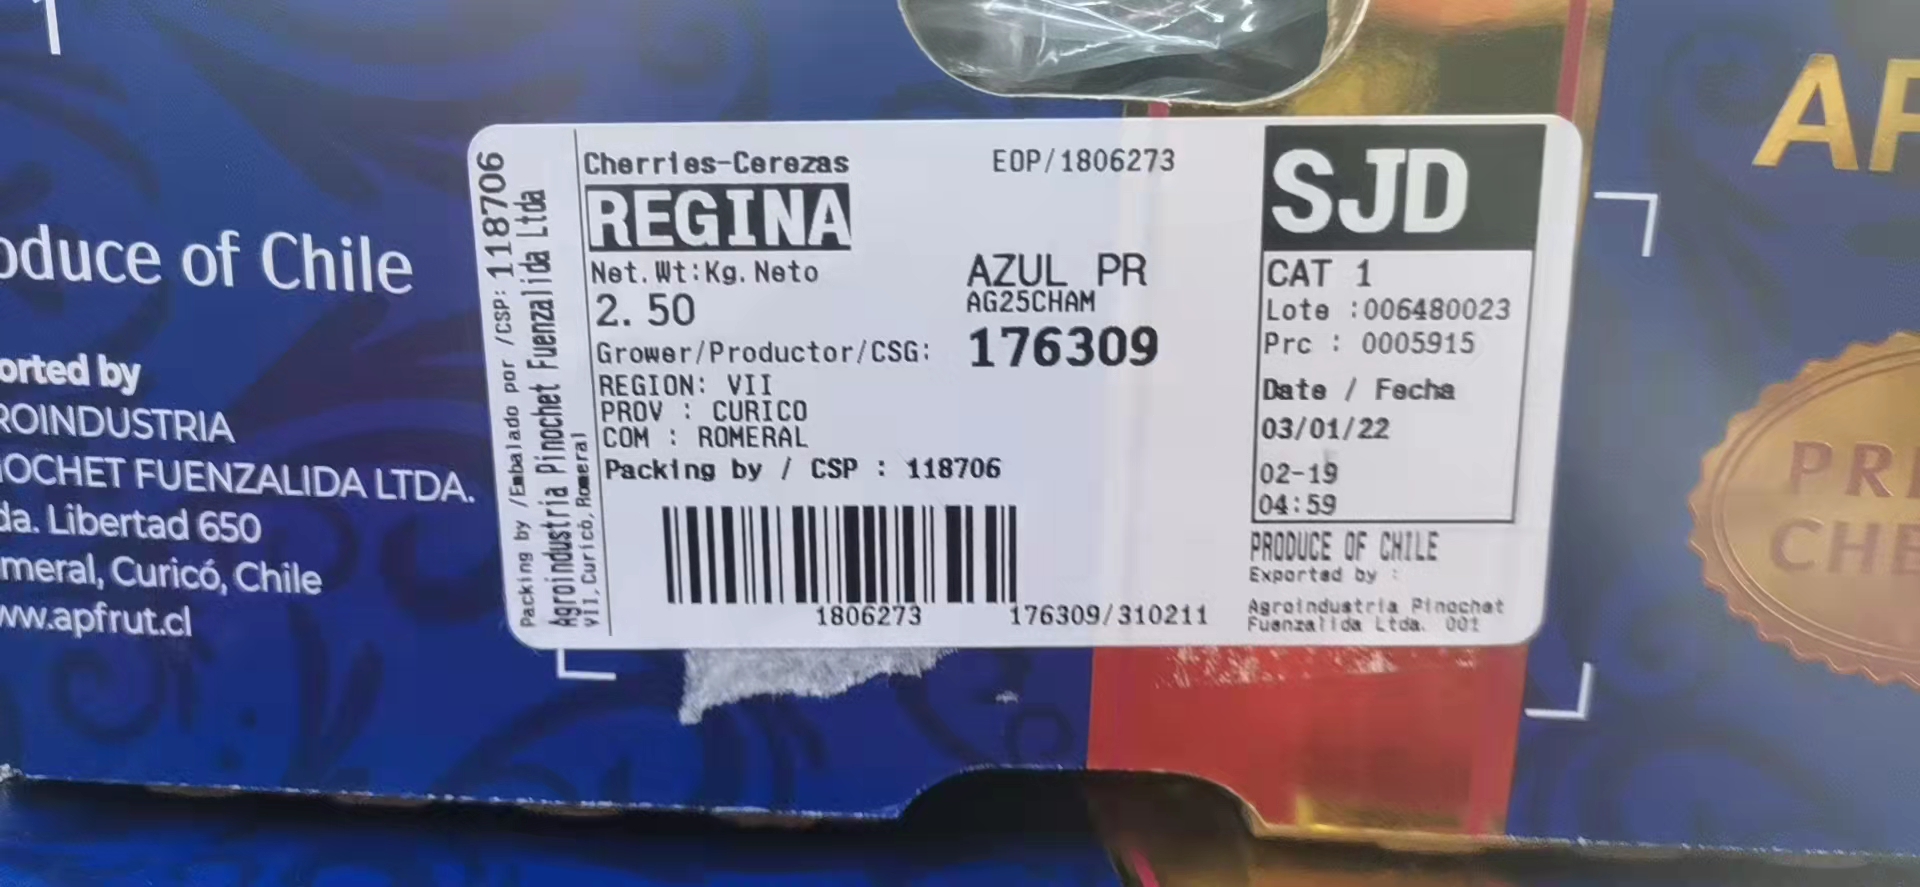 oduce of Chile
orted by
ROINDUSTRIA
OCHET FUENZALIDA LTDA.
da. Libertad 650
meral, Curicó, Chile
ww.apfrut.cl
Packing by /Embalado por /CSP: 118706
Agroindustria Pinochet Fuenzalida Ltda
VII, Curicò, Romeral
Cherries-Cerezas
EOP/1806273
REGINA
Net. Wt:Kg. Neto
2.50
AZUL PR
AG25CHAM
Grower/Productor/CSG: 176309
REGION: VII
PROV : CURICO
COM : ROMERAL
Packing by / CSP : 118706
1806273
176309/310211
SJD
CAT 1
Lote :006480023
Prc : 0005915
Date / Fecha
03/01/22
02-19
04:59
PRODUCE OF CHILE
Exported by :
Agroindustria Pinochet
Fuenzalida Ltda. 001
AP
PRE
CHE